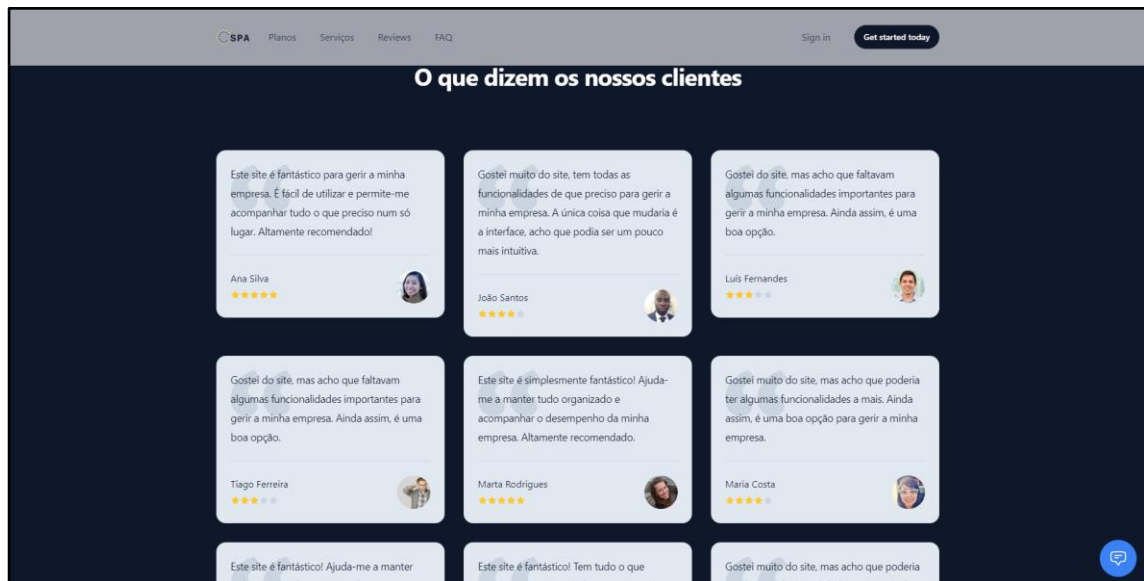 SPA Planos Serviços Reviews FAQ Sign in Get started today
O que dizem os nossos clientes
Este site é fantástico para gerir a minha
empresa. É fácil de utilizar e permite-me
acompanhar tudo o que preciso num só
lugar. Altamente recomendado!
Ana Silva
Gostei muito do site, tem todas as
funcionalidades de que preciso para gerir a
minha empresa. A única coisa que mudaria é
a interface, acho que podia ser um pouco
mais intuitiva.
João Santos
Gostei do site, mas acho que faltavam
algumas funcionalidades importantes para
gerir a minha empresa. Ainda assim, é uma
boa opção.
Luís Fernandes
Gostei do site, mas acho que faltavam
algumas funcionalidades importantes para
gerir a minha empresa. Ainda assim, é uma
boa opção.
Tiago Ferreira
Este site é simplesmente fantástico! Ajuda-
me a manter tudo organizado e
acompanhar o desempenho da minha
empresa. Altamente recomendado.
Marta Rodrigues
Gostei muito do site, mas acho que poderia
ter algumas funcionalidades a mais. Ainda
assim, é uma boa opção para gerir a minha
empresa.
Maria Costa
Este site é fantástico! Ajuda-me a manter
Este site é fantástico! Tem tudo o que
Gostei muito do site, mas acho que poderia